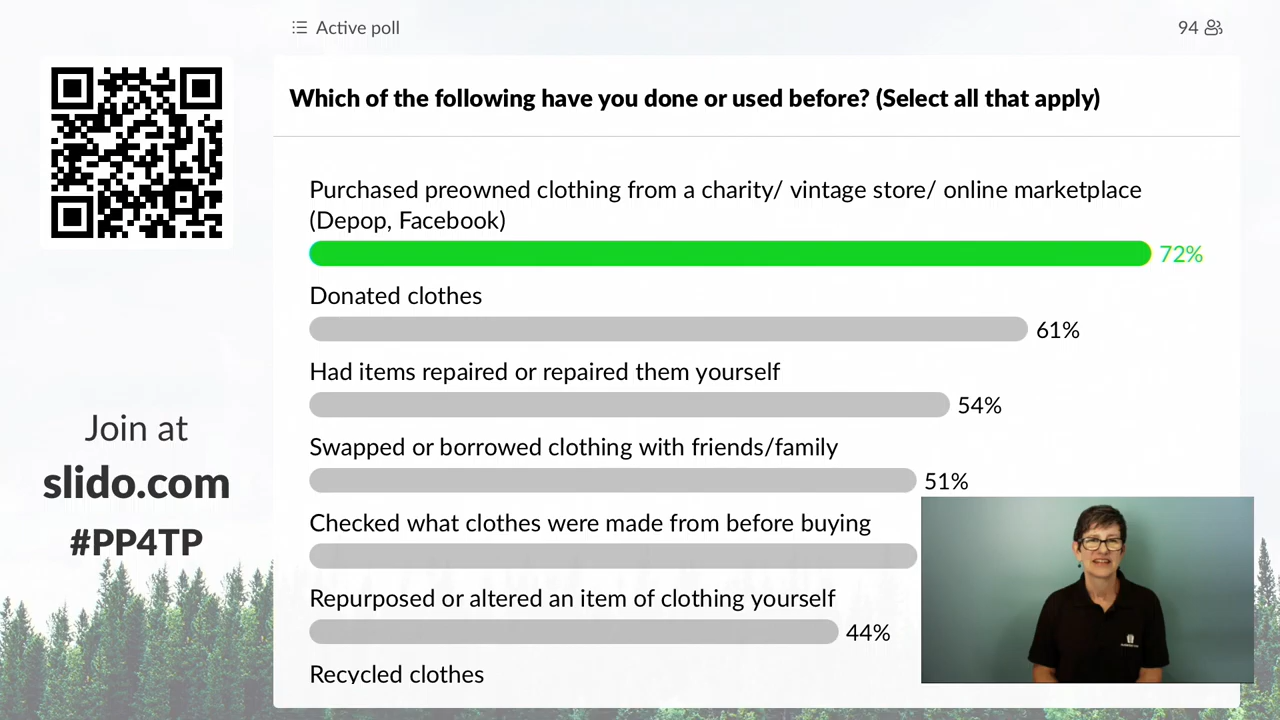 Active poll
94
Which of the following have you done or used before? (Select all that apply)
Purchased preowned clothing from a charity/ vintage store/ online marketplace
(Depop, Facebook)
72%
Donated clothes
61%
Had items repaired or repaired them yourself
54%
Swapped or borrowed clothing with friends/family
51%
Checked what clothes were made from before buying
Repurposed or altered an item of clothing yourself
44%
Recycled clothes
Join at
slido.com
#PP4TP